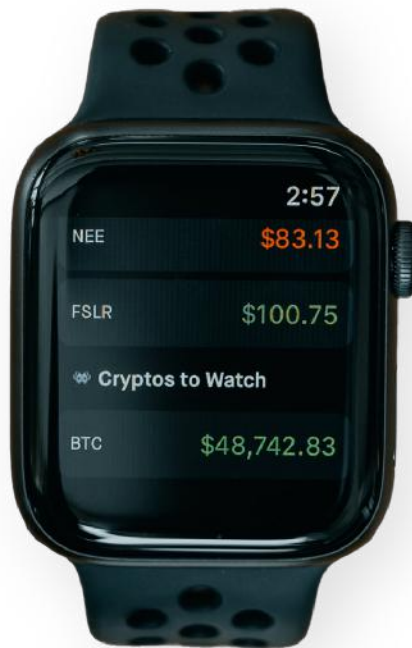 2:57
NEE $83.13
FSLR $100.75
Cryptos to Watch
BTC $48,742.83